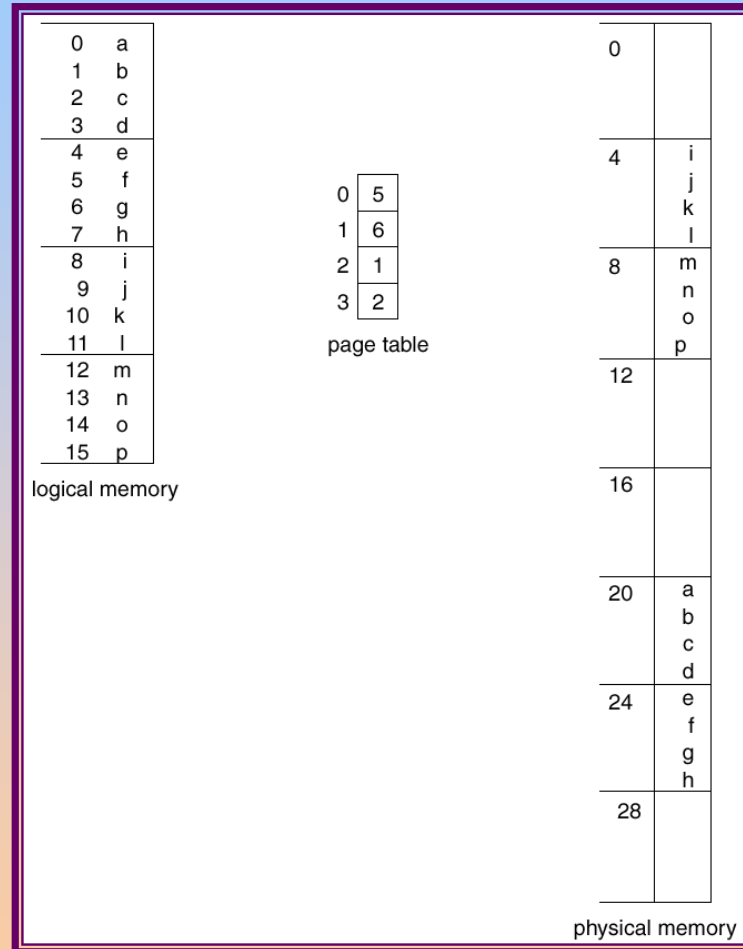 0 a
1 b
2 c
3 d
4 e
5 f
6 g
7 h
8 i
9 j
10 k
11 l
12 m
13 n
14 o
15 p
logical memory
0 5
1 6
2 1
3 2
page table
0
4 i
j
k
l
8 m
n
o
p
12
16
20 a
b
c
d
24 e
f
g
h
28
physical memory